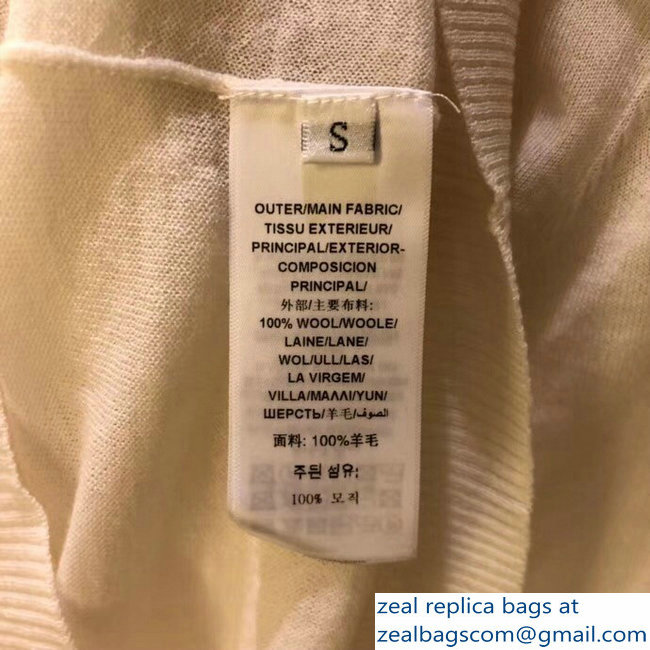 S
OUTER/MAIN FABRIC/
TISSU EXTERIEUR/
PRINCIPAL/EXTERIOR-
COMPOSICION
PRINCIPAL/
外部/主要布料:
100% WOOL/WOOLE/
LAINE/LANE/
WOL/ULL/LAS/
LA VIRGEM/
VILLA/ΜΑΛΛΙ/YUN/
ШЕРСТЬ/羊毛/الصوف/
面料: 100%羊毛
주된 섬유:
100% 모직
zeal replica bags at
zealbagscom@gmail.com